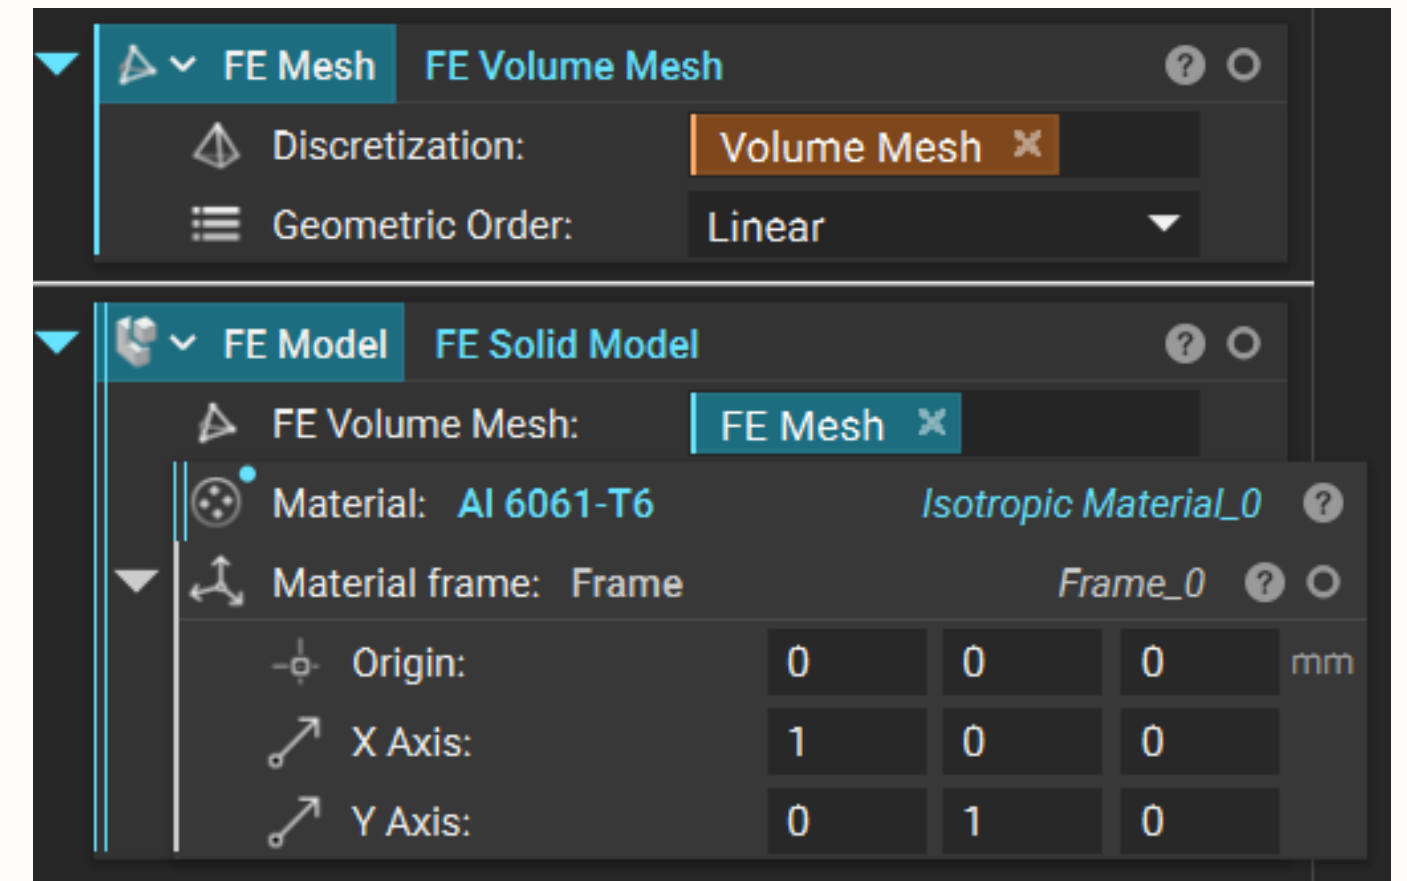 FE Mesh FE Volume Mesh ?
Discretization: Volume Mesh
Geometric Order: Linear
FE Model FE Solid Model ?
FE Volume Mesh: FE Mesh
Material: Al 6061-T6 Isotropic Material_0 ?
Material frame: Frame Frame_0 ?
Origin: 0 0 0 mm
X Axis: 1 0 0
Y Axis: 0 1 0